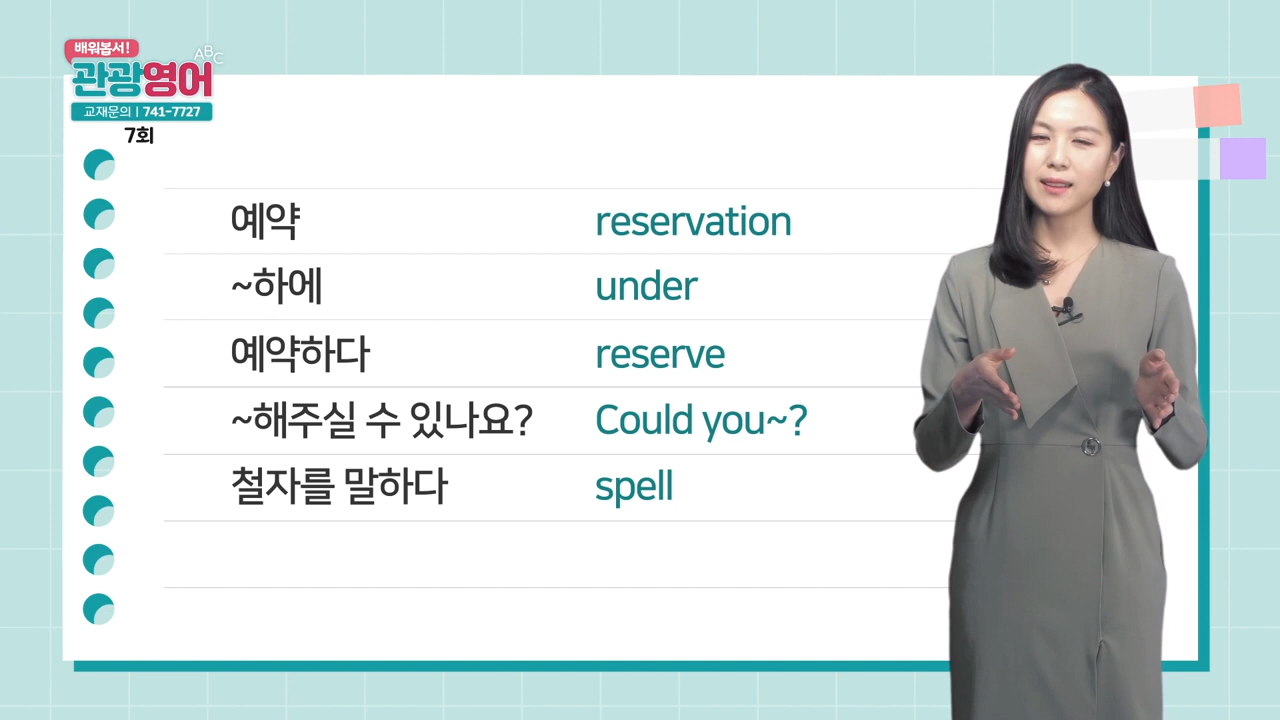 배워봅서!
ABC
관광영어
교재문의 | 741-7727
7회
예약 reservation
~하에 under
예약하다 reserve
~해주실 수 있나요? Could you~?
철자를 말하다 spell